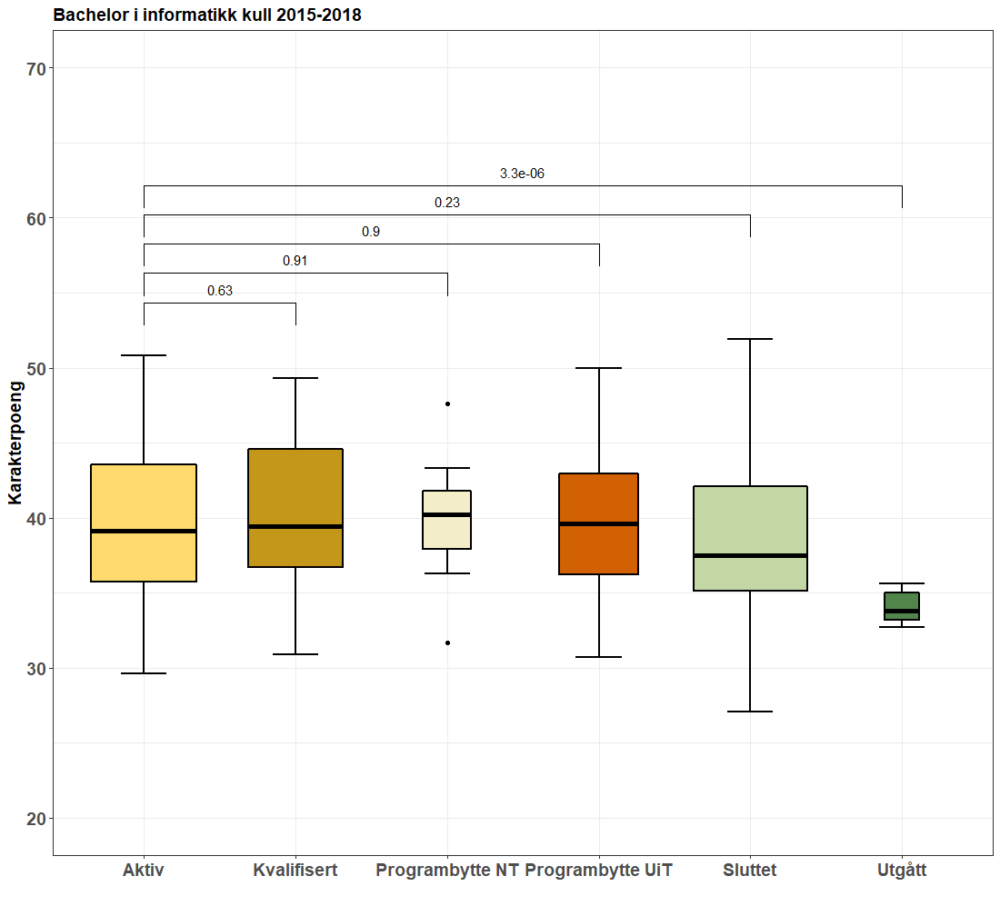 Bachelor i informatikk kull 2015-2018
Karakterpoeng
70
60
50
40
30
20
3.3e-06
0.23
0.9
0.91
0.63
Aktiv Kvalifisert Programbytte NT Programbytte UiT Sluttet Utgått